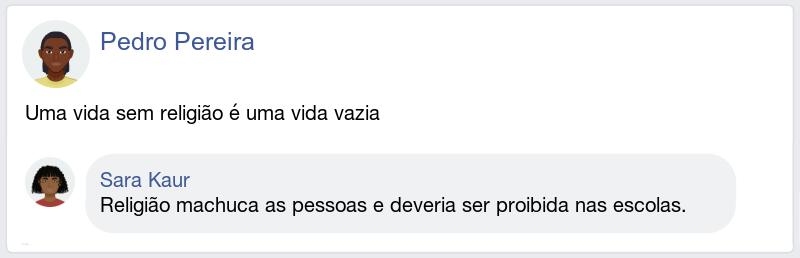 Pedro Pereira
Uma vida sem religião é uma vida vazia
Sara Kaur
Religião machuca as pessoas e deveria ser proibida nas escolas.